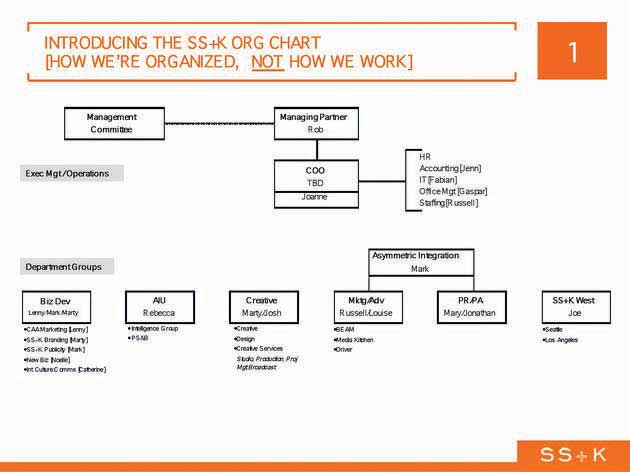 INTRODUCING THE SS+K ORG CHART
[HOW WE'RE ORGANIZED, NOT HOW WE WORK]
1
Management
Committee
Managing Partner
Rob
Exec Mgt/Operations
COO
TBD
Joanne
HR
Accounting [Jenn]
IT [Fabian]
Office Mgt [Gaspar]
Staffing [Russell]
Department Groups
Asymmetric Integration
Mark
Biz Dev
Lenny/Mark/Marty
•CAA Marketing [Lenny]
•SS+K Branding [Marty]
•SS+K Publicity [Mark]
•New Biz [Noelle]
•Int Culture.Comms [Catherine]
AIU
Rebecca
•Intelligence Group
•PS&B
Creative
Marty/Josh
•Creative
•Design
•Creative Services
Studio, Production, Proj
Mgt,Broadcast
Mktg/Adv
Russell/Louise
•BEAM
•Media Kitchen
•Driver
PR/PA
Mary/Jonathan
SS+K West
Joe
•Seattle
•Los Angeles
SS+K